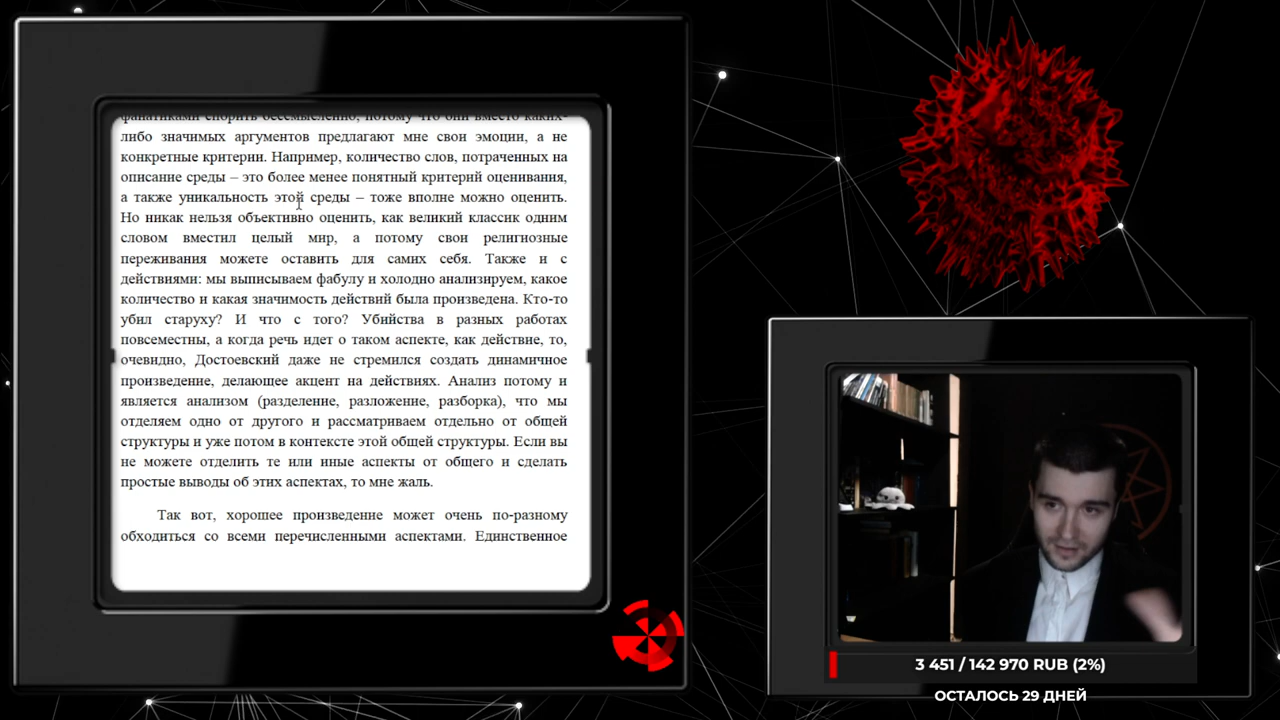 фанатиками спорить бессмысленно, потому что они вместо каких-
либо значимых аргументов предлагают мне свои эмоции, а не
конкретные критерии. Например, количество слов, потраченных на
описание среды – это более менее понятный критерий оценивания,
а также уникальность этой среды – тоже вполне можно оценить.
Но никак нельзя объективно оценить, как великий классик одним
словом вместил целый мир, а потому свои религиозные
переживания можете оставить для самих себя. Также и с
действиями: мы выписываем фабулу и холодно анализируем, какое
количество и какая значимость действий была произведена. Кто-то
убил старуху? И что с того? Убийства в разных работах
повсеместны, а когда речь идет о таком аспекте, как действие, то,
очевидно, Достоевский даже не стремился создать динамичное
произведение, делающее акцент на действиях. Анализ потому и
является анализом (разделение, разложение, разборка), что мы
отделяем одно от другого и рассматриваем отдельно от общей
структуры и уже потом в контексте этой общей структуры. Если вы
не можете отделить те или иные аспекты от общего и сделать
простые выводы об этих аспектах, то мне жаль.
Так вот, хорошее произведение может очень по-разному
обходиться со всеми перечисленными аспектами. Единственное
3 451 / 142 970 RUB (2%)
ОСТАЛОСЬ 29 ДНЕЙ